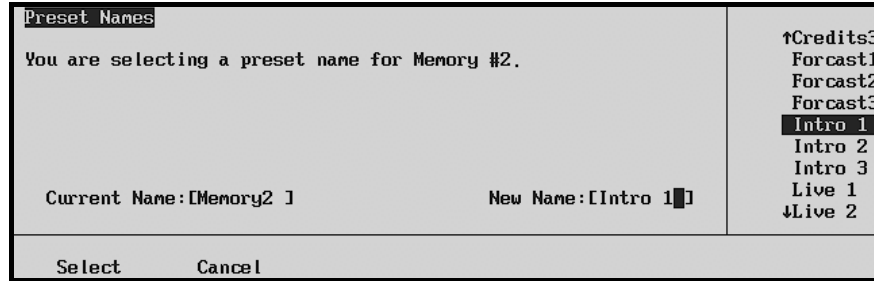 Preset Names
You are selecting a preset name for Memory #2.
Current Name:[Memory2 ] New Name:[Intro 1 ]
↑Credits3
Forcast1
Forcast2
Forcast3
Intro 1
Intro 2
Intro 3
Live 1
↓Live 2
Select Cancel